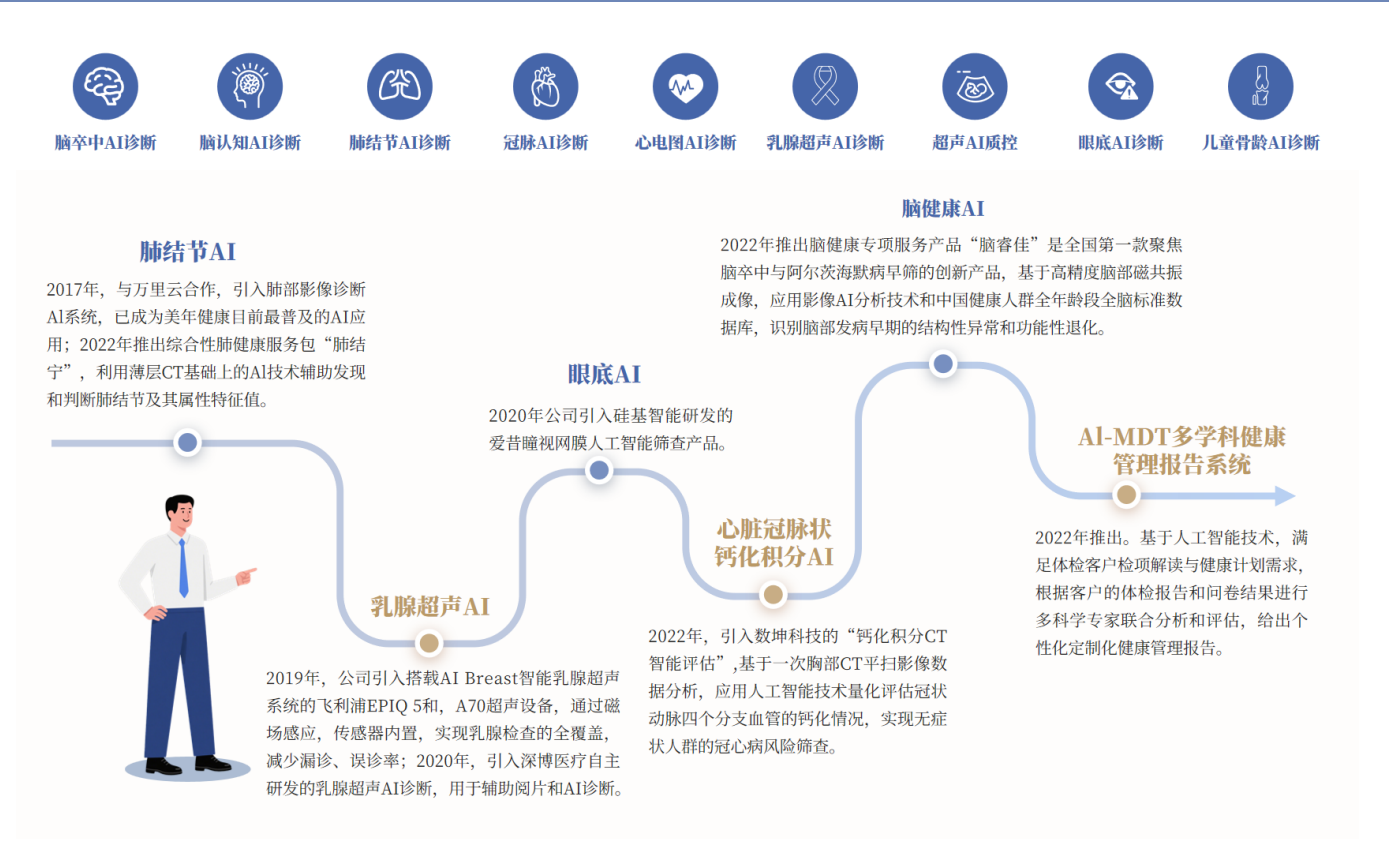 脑卒中AI诊断
脑认知AI诊断
肺结节AI诊断
冠脉AI诊断
心电图AI诊断
乳腺超声AI诊断
超声AI质控
眼底AI诊断
儿童骨龄AI诊断
肺结节AI
2017年，与万里云合作，引入肺部影像诊断
AI系统，已成为美年健康目前最普及的AI应
用；2022年推出综合性肺健康服务包“肺结
宁”，利用薄层CT基础上的AI技术辅助发现
和判断肺结节及其属性特征值。
乳腺超声AI
2019年，公司引入搭载AI Breast智能乳腺超声
系统的飞利浦EPIQ 5和，A70超声设备，通过磁
场感应，传感器内置，实现乳腺检查的全覆盖，
减少漏诊、误诊率；2020年，引入深博医疗自主
研发的乳腺超声AI诊断，用于辅助阅片和AI诊断。
眼底AI
2020年公司引入硅基智能研发的
爱昔瞳视网膜人工智能筛查产品。
心脏冠脉状
钙化积分AI
2022年，引入数坤科技的“钙化积分CT
智能评估”,基于一次胸部CT平扫影像数
据分析，应用人工智能技术量化评估冠状
动脉四个分支血管的钙化情况，实现无症
状人群的冠心病风险筛查。
脑健康AI
2022年推出脑健康专项服务产品“脑睿佳”是全国第一款聚焦
脑卒中与阿尔茨海默病早筛的创新产品，基于高精度脑部磁共振
成像，应用影像AI分析技术和中国健康人群全年龄段全脑标准数
据库，识别脑部发病早期的结构性异常和功能性退化。
AI-MDT多学科健康
管理报告系统
2022年推出。基于人工智能技术，满
足体检客户检项解读与健康计划需求，
根据客户的体检报告和问卷结果进行
多科学专家联合分析和评估，给出个
性化定制化健康管理报告。